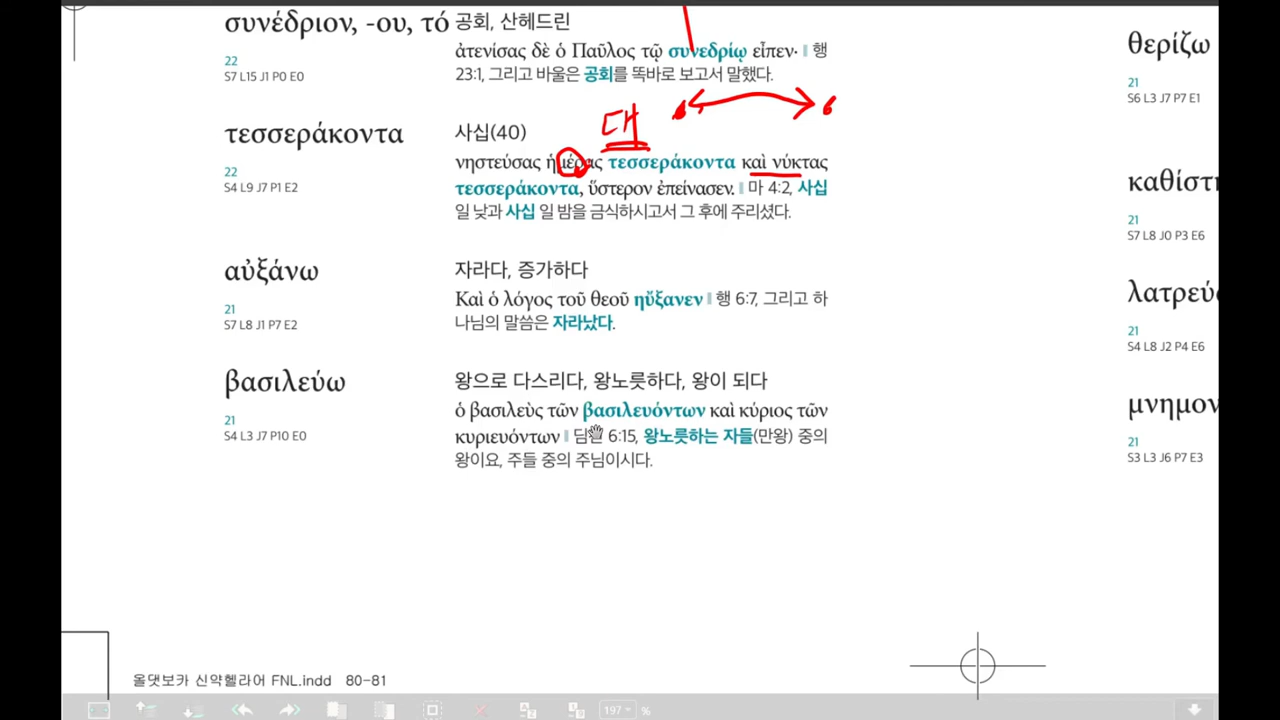 συνέδριον, -ου, τό 공회, 산헤드린
22
S7 L15 J1 P0 E0
ἀτενίσας δὲ ὁ Παῦλος τῷ συνεδρίῳ εἶπεν· 행
23:1, 그리고 바울은 공회를 똑바로 보고서 말했다.
τεσσεράκοντα
22
S4 L9 J7 P1 E2
사십(40)
대
νηστεύσας ἡμέρας τεσσεράκοντα καὶ νύκτας
τεσσεράκοντα, ὕστερον ἐπείνασεν. 마 4:2, 사십
일 낮과 사십 일 밤을 금식하시고서 그 후에 주리셨다.
αὐξάνω
21
S7 L8 J1 P7 E2
자라다, 증가하다
Καὶ ὁ λόγος τοῦ θεοῦ ηὔξανεν 행 6:7, 그리고 하
나님의 말씀은 자라났다.
βασιλεύω
21
S4 L3 J7 P10 E0
왕으로 다스리다, 왕노릇하다, 왕이 되다
ὁ βασιλεὺς τῶν βασιλευόντων καὶ κύριος τῶν
κυριευόντων 딤전 6:15, 왕노릇하는 자들(만왕) 중의
왕이요, 주들 중의 주님이시다.
θερίζω
21
S6 L3 J7 P7 E1
καθίστη
21
S7 L8 J0 P3 E6
λατρεύ
21
S4 L8 J2 P4 E6
μνημον
21
S3 L3 J6 P7 E3
올댓보카 신약헬라어 FNL.indd 80-81
197 %